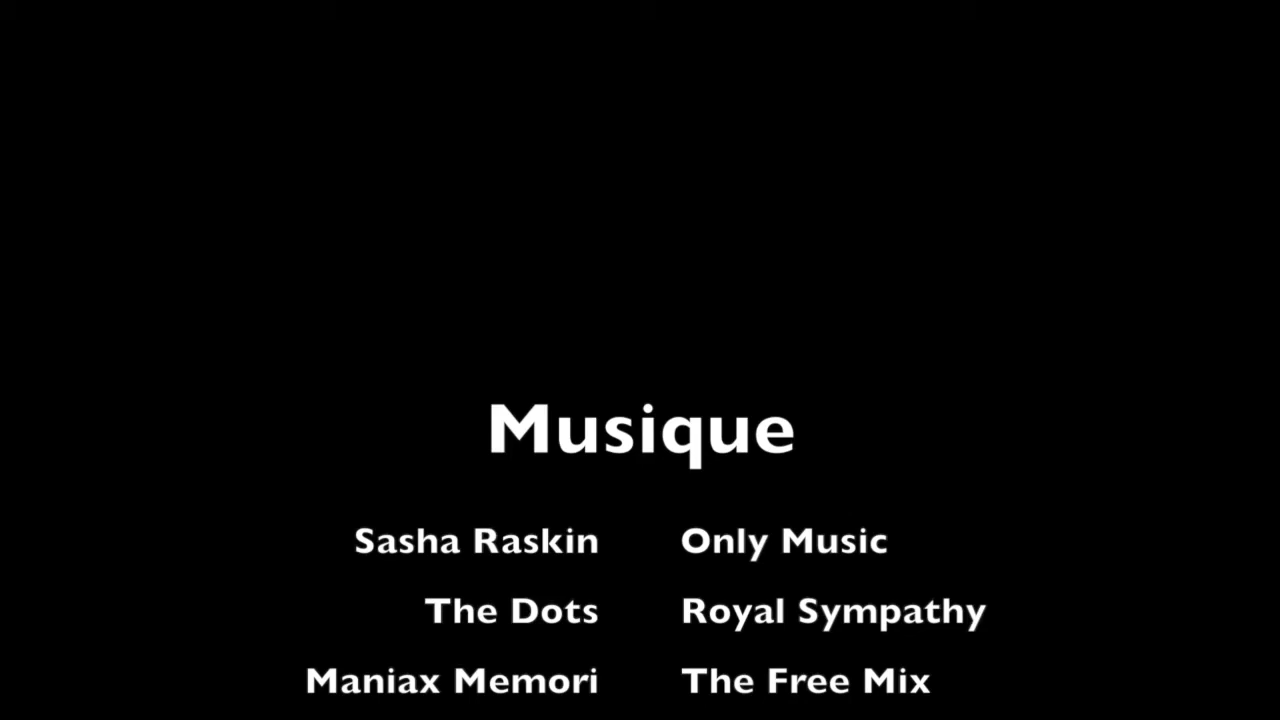 Musique
Sasha Raskin Only Music
The Dots Royal Sympathy
Maniax Memori The Free Mix